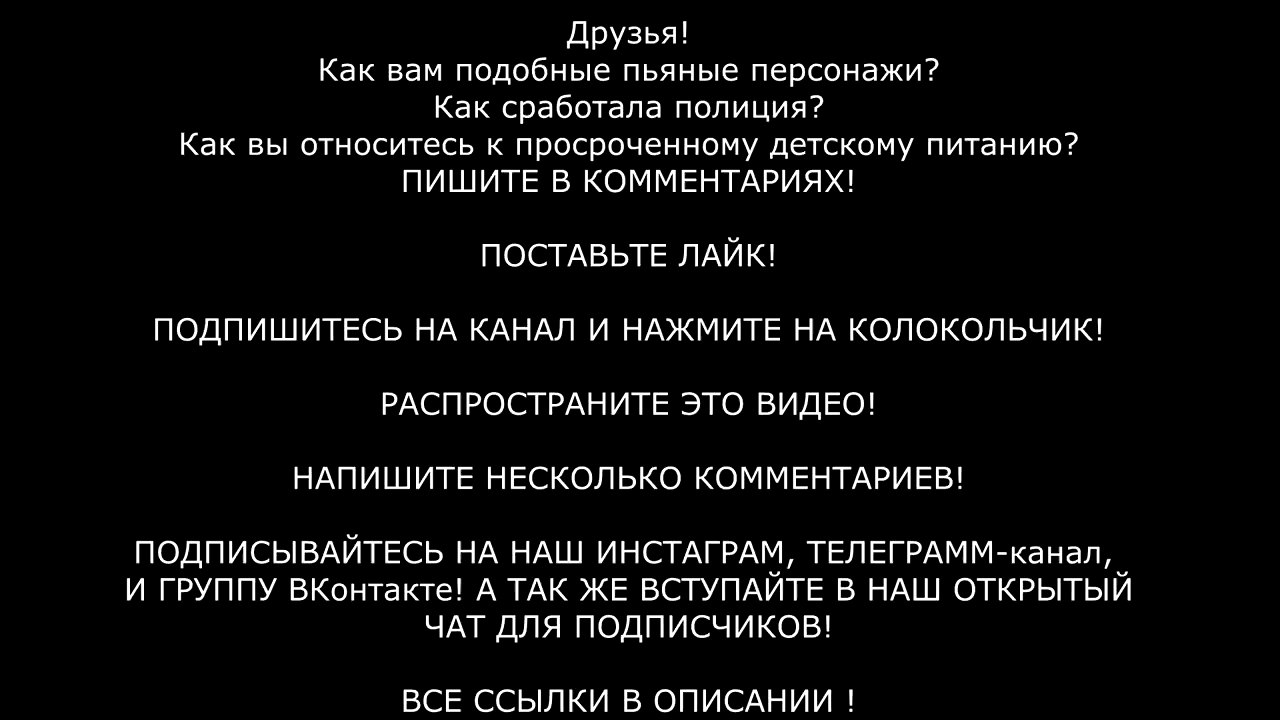 Друзья!
Как вам подобные пьяные персонажи?
Как сработала полиция?
Как вы относитесь к просроченному детскому питанию?
ПИШИТЕ В КОММЕНТАРИЯХ!
ПОСТАВЬТЕ ЛАЙК!
ПОДПИШИТЕСЬ НА КАНАЛ И НАЖМИТЕ НА КОЛОКОЛЬЧИК!
РАСПРОСТРАНИТЕ ЭТО ВИДЕО!
НАПИШИТЕ НЕСКОЛЬКО КОММЕНТАРИЕВ!
ПОДПИСЫВАЙТЕСЬ НА НАШ ИНСТАГРАМ, ТЕЛЕГРАММ-канал,
И ГРУППУ ВКонтакте! А ТАК ЖЕ ВСТУПАЙТЕ В НАШ ОТКРЫТЫЙ
ЧАТ ДЛЯ ПОДПИСЧИКОВ!
ВСЕ ССЫЛКИ В ОПИСАНИИ !